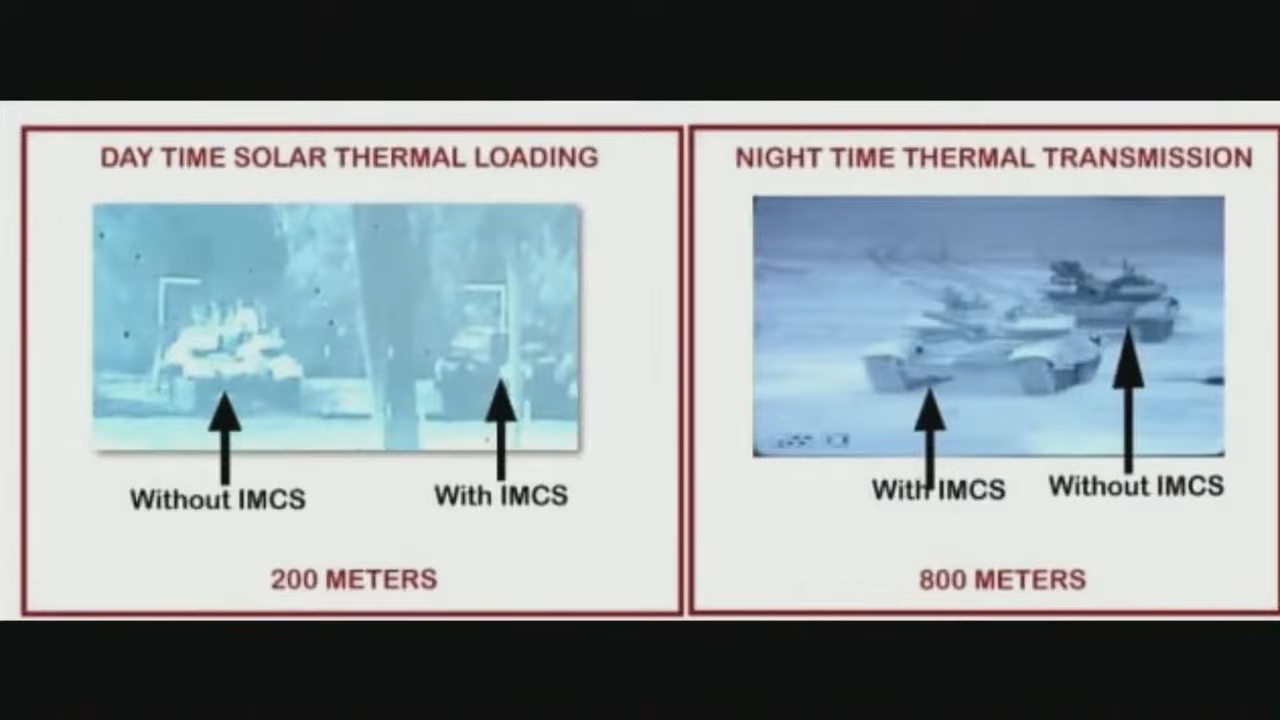 DAY TIME SOLAR THERMAL LOADING
Without IMCS
With IMCS
200 METERS
NIGHT TIME THERMAL TRANSMISSION
With IMCS
Without IMCS
800 METERS